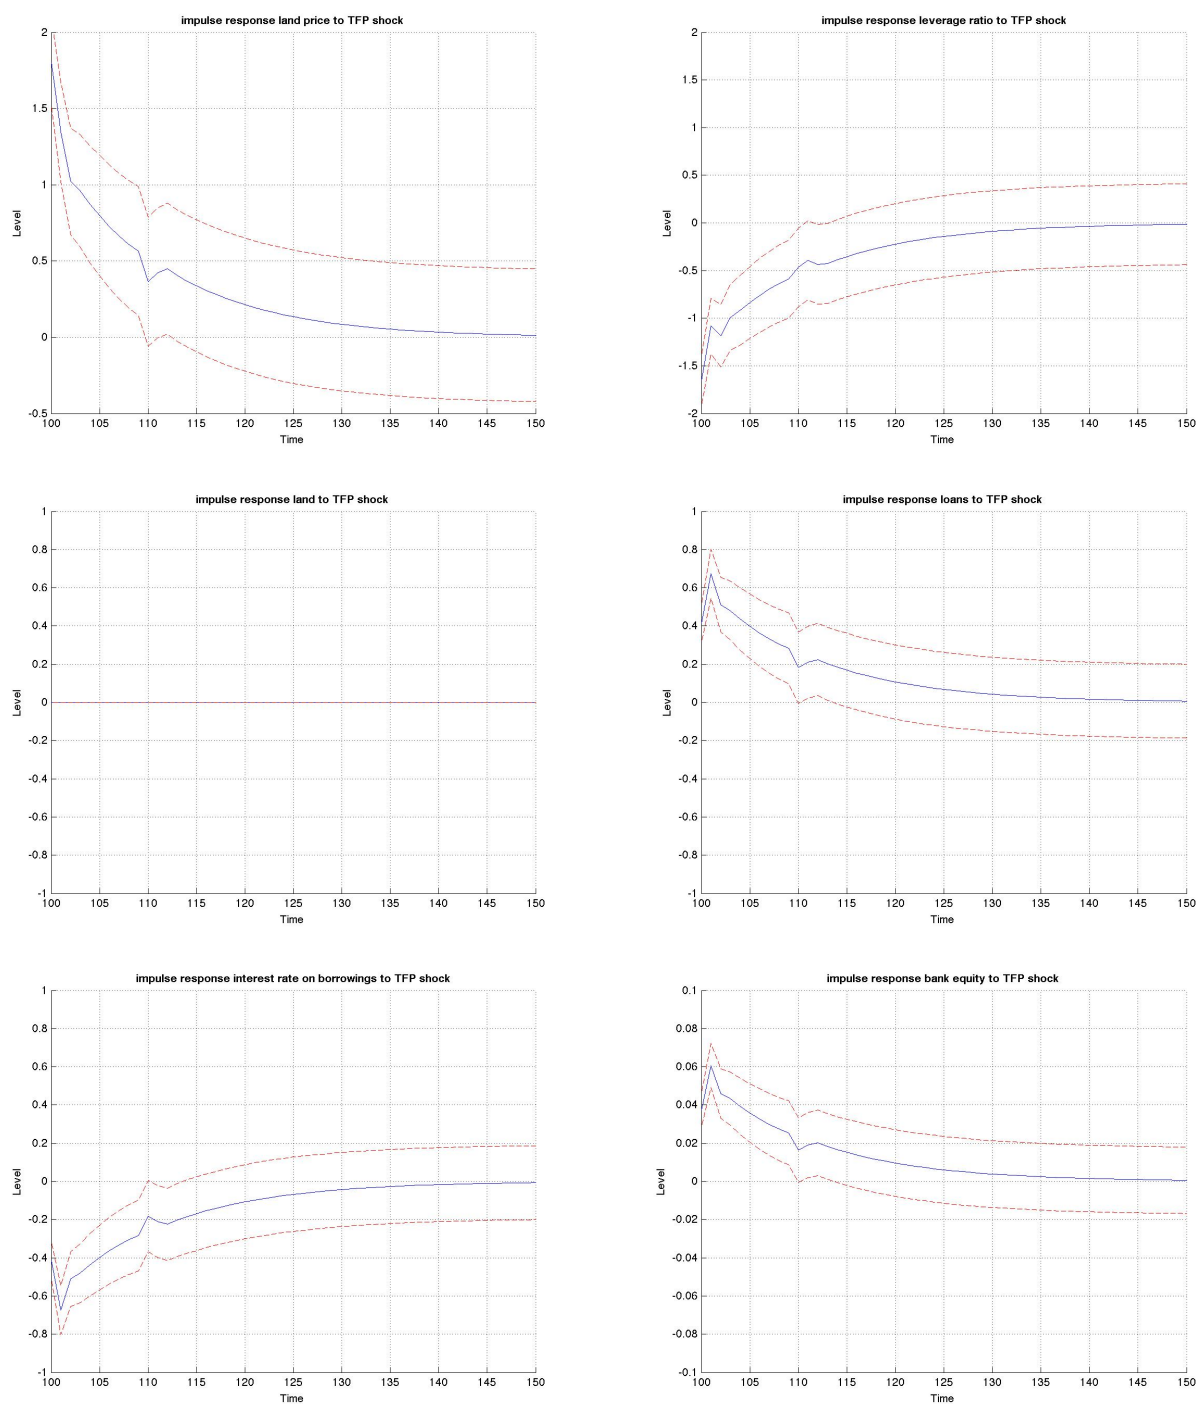 impulse response land price to TFP shock
2
1.5
1
0.5
0
-0.5
Level
100 105 110 115 120 125 130 135 140 145 150
Time
impulse response leverage ratio to TFP shock
2
1.5
1
0.5
0
-0.5
-1
-1.5
-2
Level
100 105 110 115 120 125 130 135 140 145 150
Time
impulse response land to TFP shock
1
0.8
0.6
0.4
0.2
0
-0.2
-0.4
-0.6
-0.8
-1
Level
100 105 110 115 120 125 130 135 140 145 150
Time
impulse response loans to TFP shock
1
0.8
0.6
0.4
0.2
0
-0.2
-0.4
-0.6
-0.8
-1
Level
100 105 110 115 120 125 130 135 140 145 150
Time
impulse response interest rate on borrowings to TFP shock
1
0.8
0.6
0.4
0.2
0
-0.2
-0.4
-0.6
-0.8
-1
Level
100 105 110 115 120 125 130 135 140 145 150
Time
impulse response bank equity to TFP shock
0.1
0.08
0.06
0.04
0.02
0
-0.02
-0.04
-0.06
-0.08
-0.1
Level
100 105 110 115 120 125 130 135 140 145 150
Time